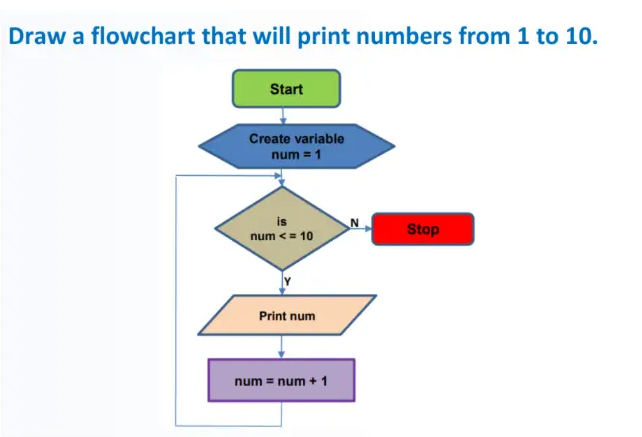 Draw a flowchart that will print numbers from 1 to 10.
Start
Create variable
num = 1
is
num < = 10
N
Stop
Y
Print num
num = num + 1